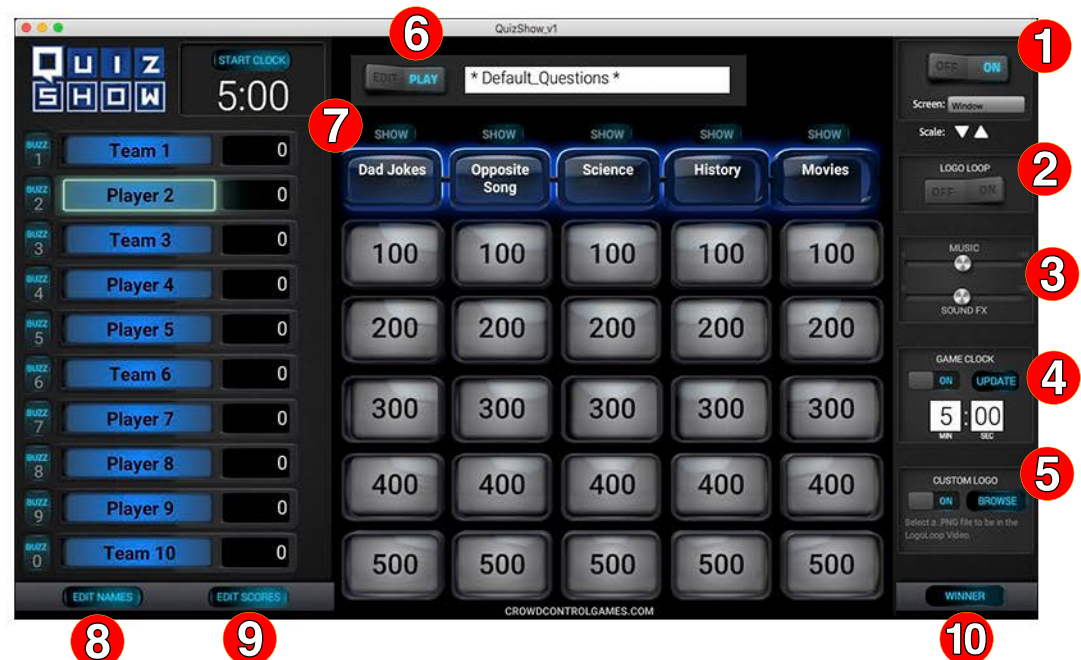 QuizShow_v1
6
1
QUIZ
SHOW
START CLOCK
5:00
EDIT PLAY
* Default_Questions *
OFF ON
Screen: Window
Scale:
7
SHOW SHOW SHOW SHOW SHOW
Dad Jokes
Opposite
Song
Science
History
Movies
100 100 100 100 100
200 200 200 200 200
300 300 300 300 300
400 400 400 400 400
500 500 500 500 500
CROWDCONTROLGAMES.COM
BUZZ
1
Team 1 0
BUZZ
2
Player 2 0
BUZZ
3
Team 3 0
BUZZ
4
Player 4 0
BUZZ
5
Player 5 0
BUZZ
6
Team 6 0
BUZZ
7
Player 7 0
BUZZ
8
Player 8 0
BUZZ
9
Player 9 0
BUZZ
0
Team 10 0
EDIT NAMES
EDIT SCORES
8
9
LOGO LOOP
OFF ON
2
MUSIC
SOUND FX
3
GAME CLOCK
ON UPDATE
5 : 00
MIN SEC
4
CUSTOM LOGO
ON BROWSE
Select a .PNG file to be in the
LogoLoop Video.
5
WINNER
10